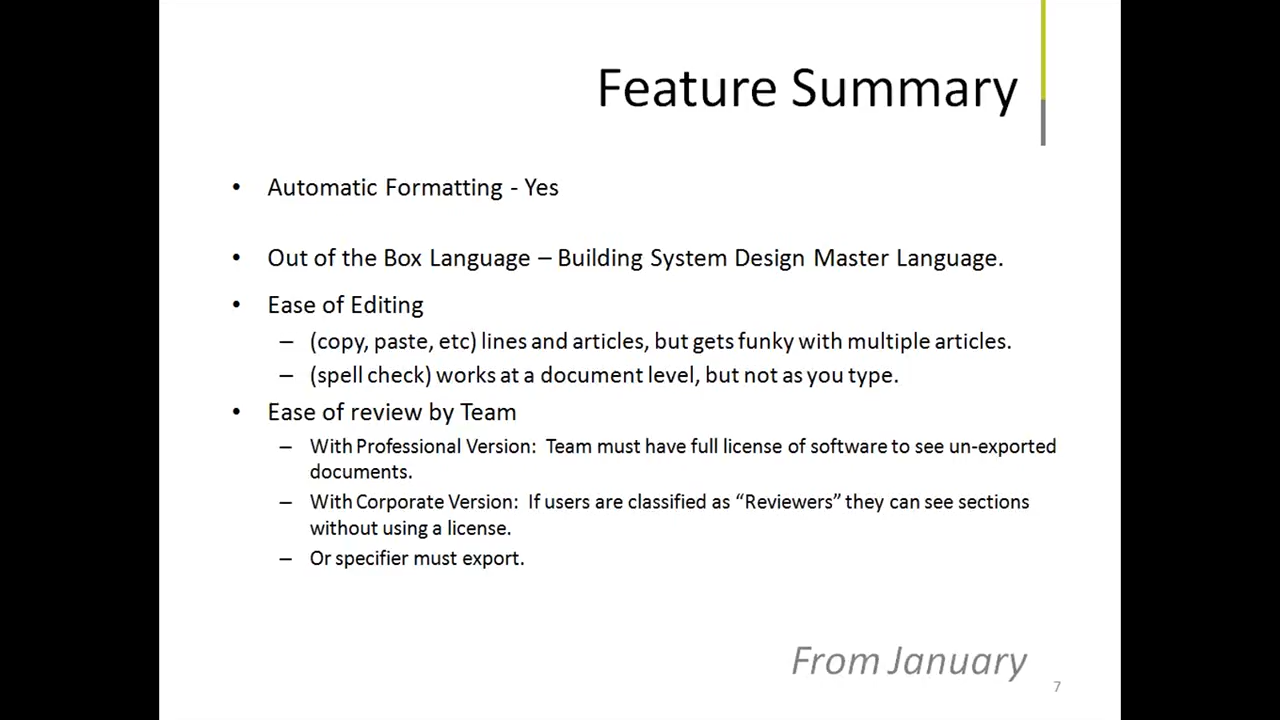 Feature Summary
• Automatic Formatting - Yes
• Out of the Box Language – Building System Design Master Language.
• Ease of Editing
– (copy, paste, etc) lines and articles, but gets funky with multiple articles.
– (spell check) works at a document level, but not as you type.
• Ease of review by Team
– With Professional Version:  Team must have full license of software to see un-exported
documents.
– With Corporate Version:  If users are classified as “Reviewers” they can see sections
without using a license.
– Or specifier must export.
From January
7